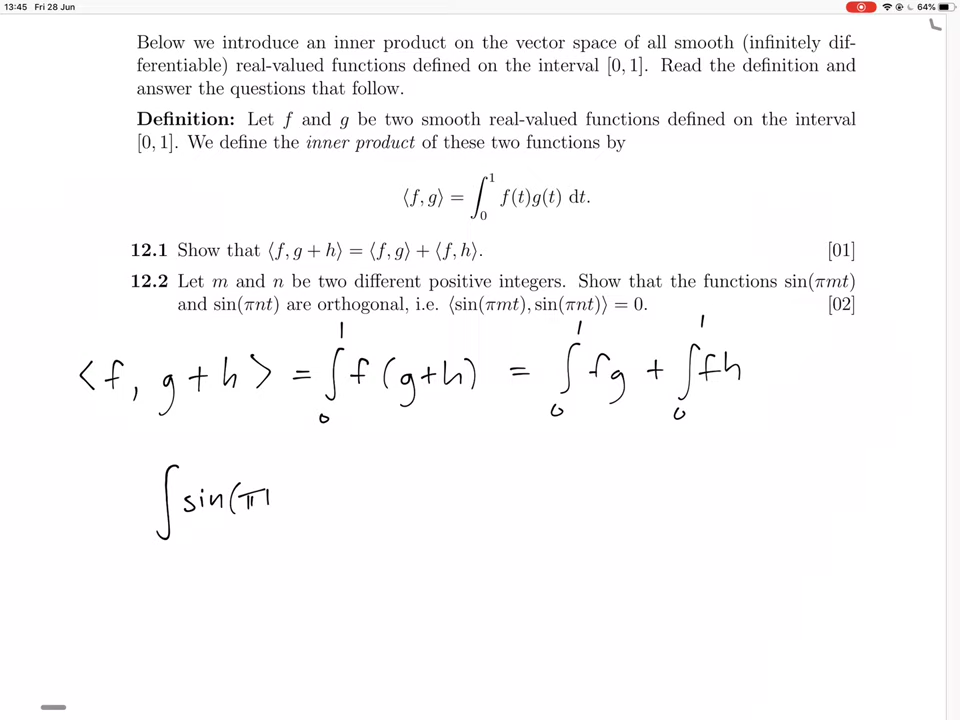 13:45 Fri 28 Jun 64%
Below we introduce an inner product on the vector space of all smooth (infinitely dif-
ferentiable) real-valued functions defined on the interval [0, 1]. Read the definition and
answer the questions that follow.
Definition: Let f and g be two smooth real-valued functions defined on the interval
[0, 1]. We define the inner product of these two functions by
⟨f, g⟩ = ∫₀¹ f(t)g(t) dt.
12.1 Show that ⟨f, g + h⟩ = ⟨f, g⟩ + ⟨f, h⟩. [01]
12.2 Let m and n be two different positive integers. Show that the functions sin(πmt)
and sin(πnt) are orthogonal, i.e. ⟨sin(πmt), sin(πnt)⟩ = 0. [02]
<f, g+h> = ∫₀¹ f (g+h) = ∫₀¹ fg + ∫₀¹ fh
∫ sin(π